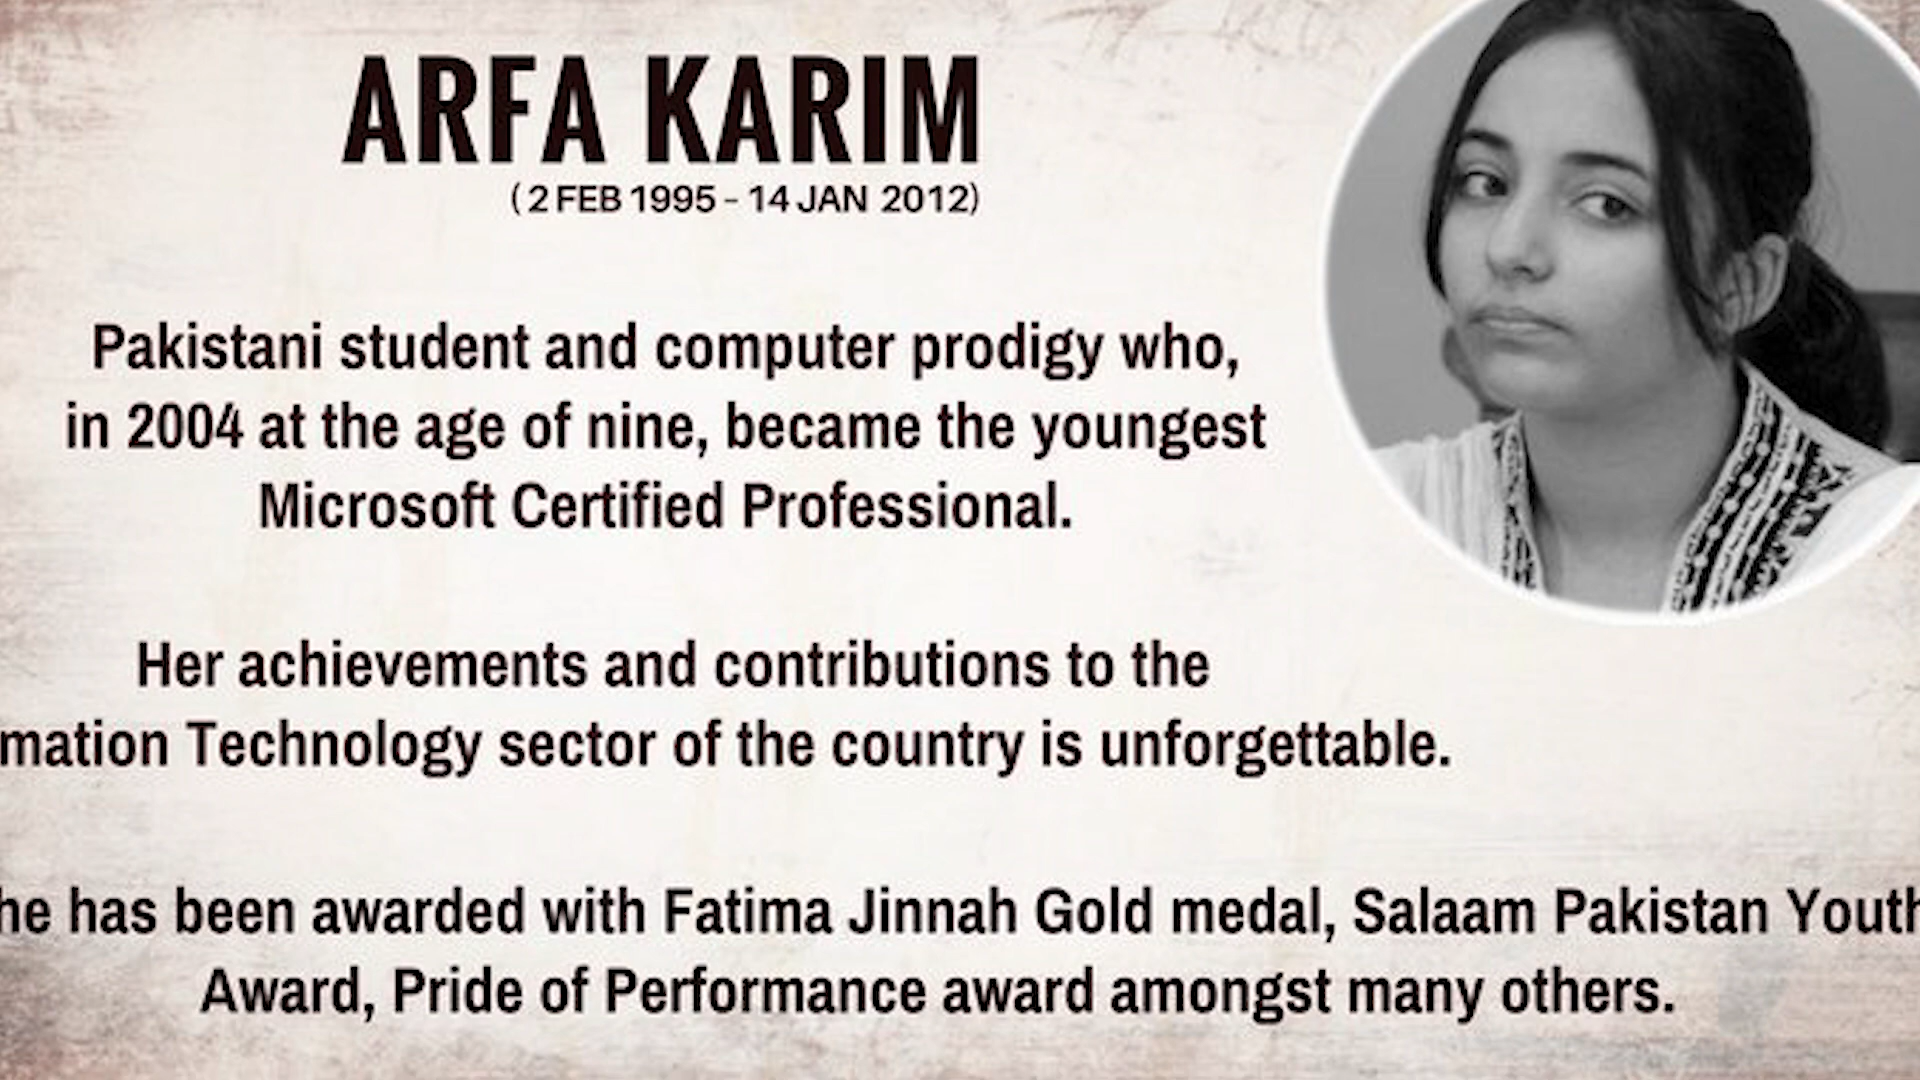 ARFA KARIM
(2 FEB 1995 - 14 JAN 2012)
Pakistani student and computer prodigy who,
in 2004 at the age of nine, became the youngest
Microsoft Certified Professional.
Her achievements and contributions to the
mation Technology sector of the country is unforgettable.
he has been awarded with Fatima Jinnah Gold medal, Salaam Pakistan Youth
Award, Pride of Performance award amongst many others.